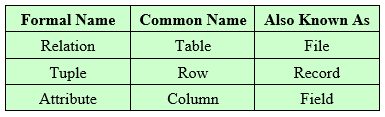 Formal Name Common Name Also Known As
Relation Table File
Tuple Row Record
Attribute Column Field